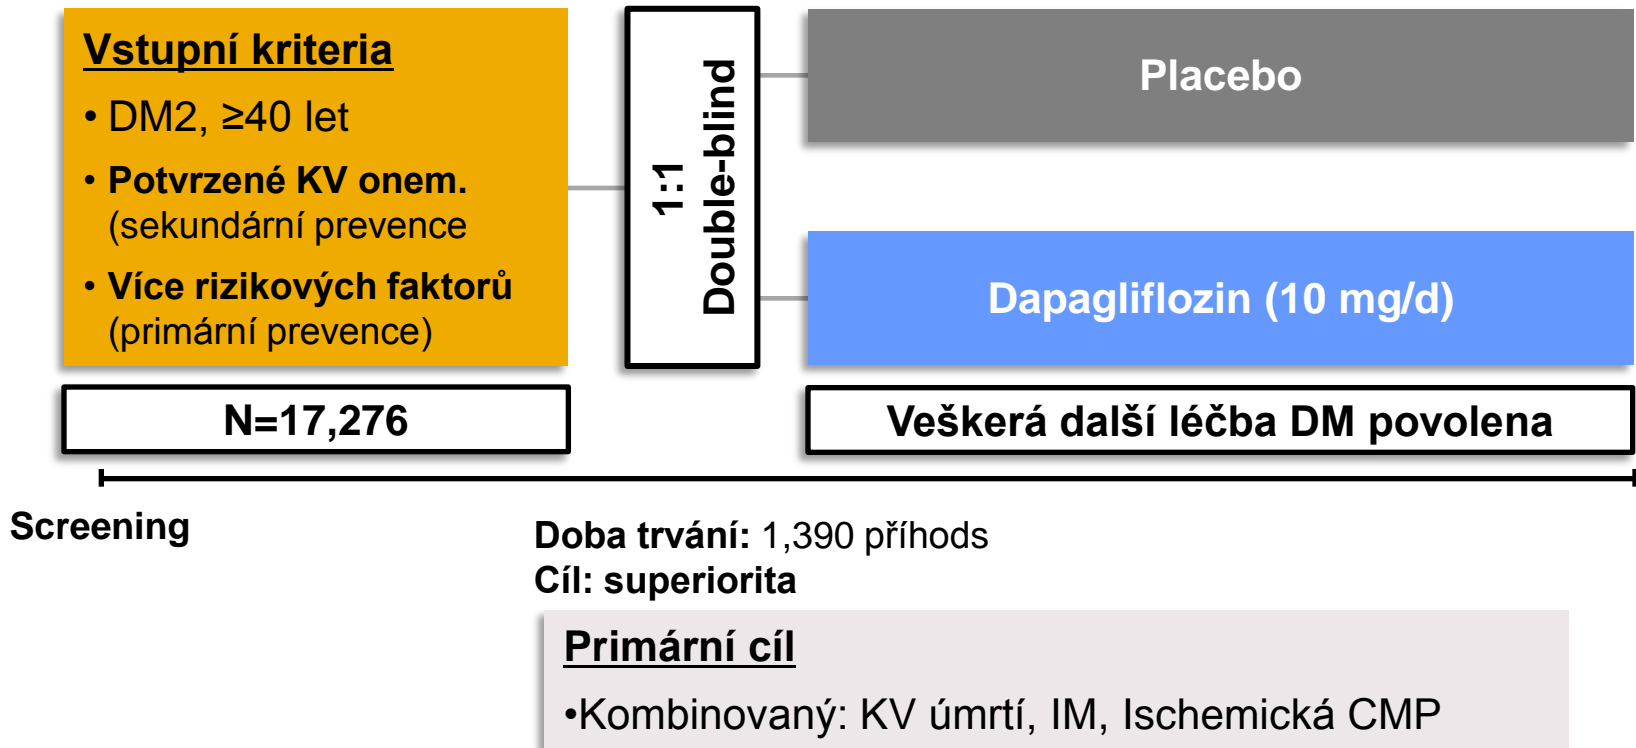 Vstupní kriteria
• DM2, ≥40 let
• Potvrzené KV onem.
(sekundární prevence
• Více rizikových faktorů
(primární prevence)
1:1
Double-blind
Placebo
Dapagliflozin (10 mg/d)
N=17,276
Veškerá další léčba DM povolena
Screening
Doba trvání: 1,390 příhods
Cíl: superiorita
Primární cíl
•Kombinovaný: KV úmrtí, IM, Ischemická CMP